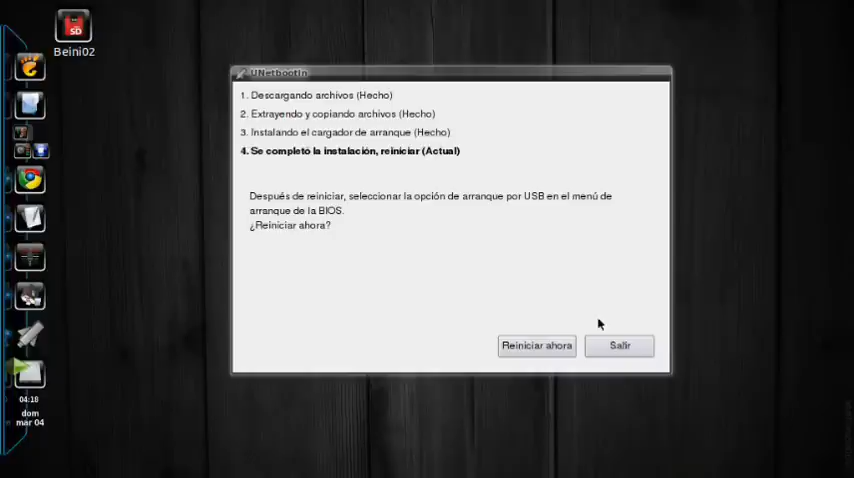 SD
Beini02
UNetbootin
1. Descargando archivos (Hecho)
2. Extrayendo y copiando archivos (Hecho)
3. Instalando el cargador de arranque (Hecho)
4. Se completó la instalación, reiniciar (Actual)
Después de reiniciar, seleccionar la opción de arranque por USB en el menú de
arranque de la BIOS.
¿Reiniciar ahora?
Reiniciar ahora
Salir
04:18
dom
mar 04